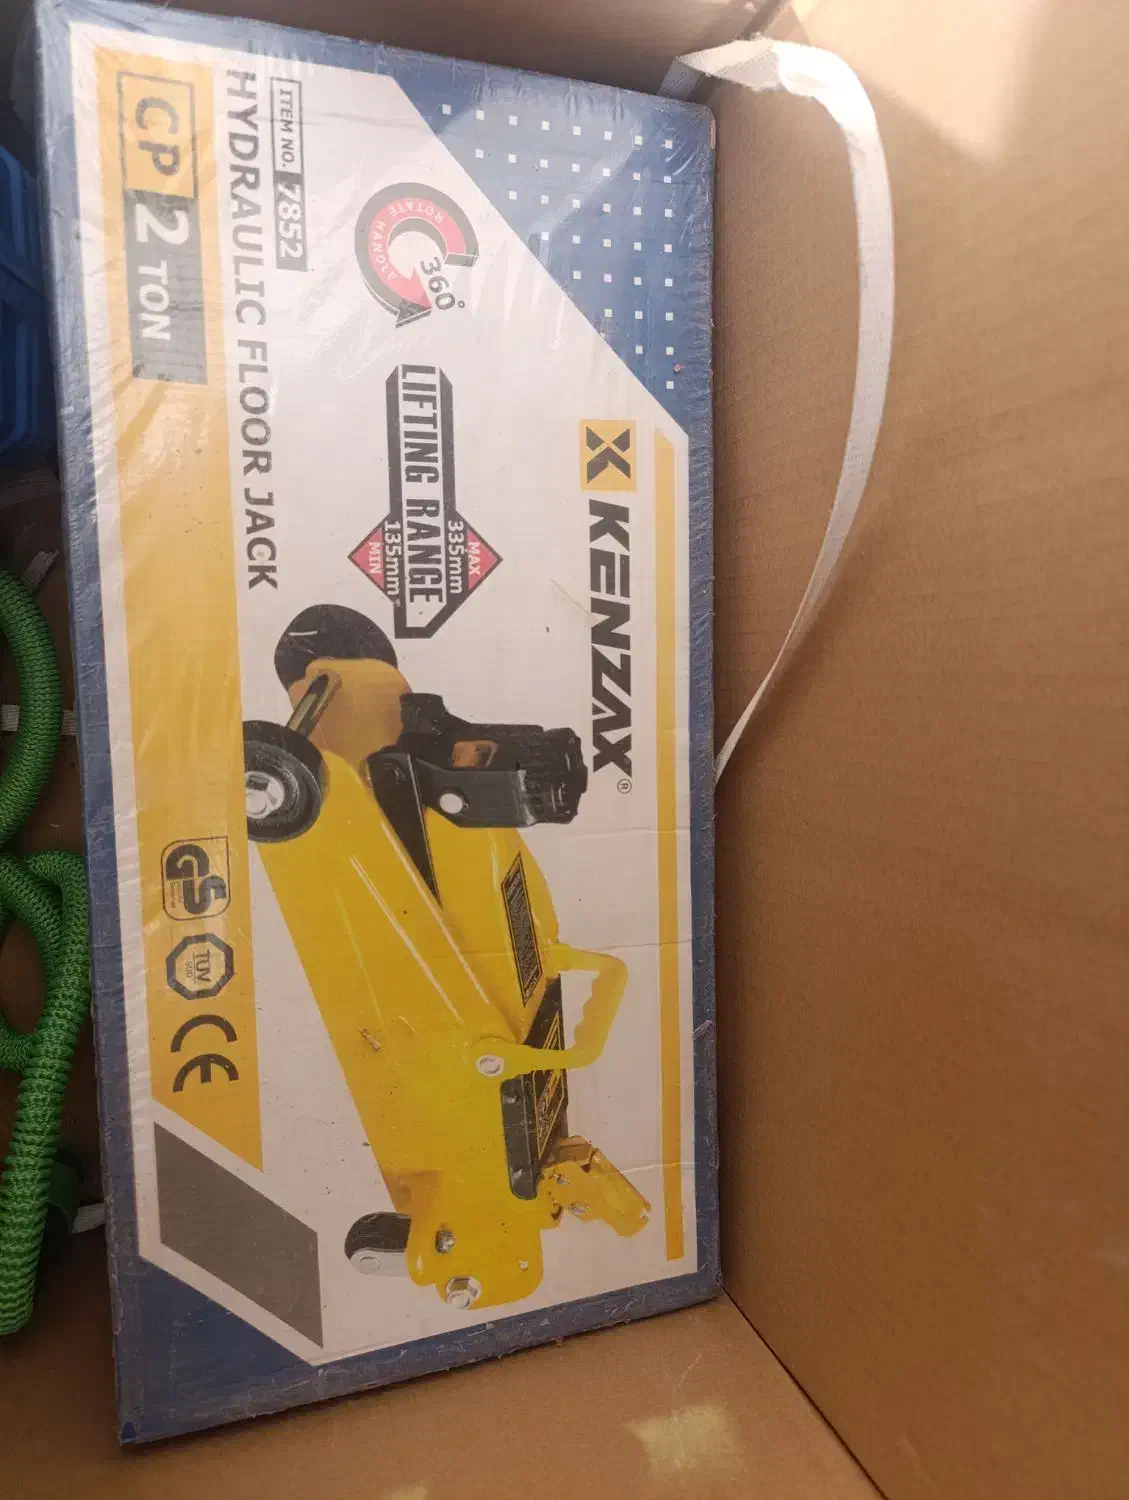 KENZAX®
ROTATE HANDLE
360°
LIFTING RANGE
MAX
335mm
135mm
MIN
ITEM NO. 7852
HYDRAULIC FLOOR JACK
CP 2 TON
GS
TÜV
SÜD
CE